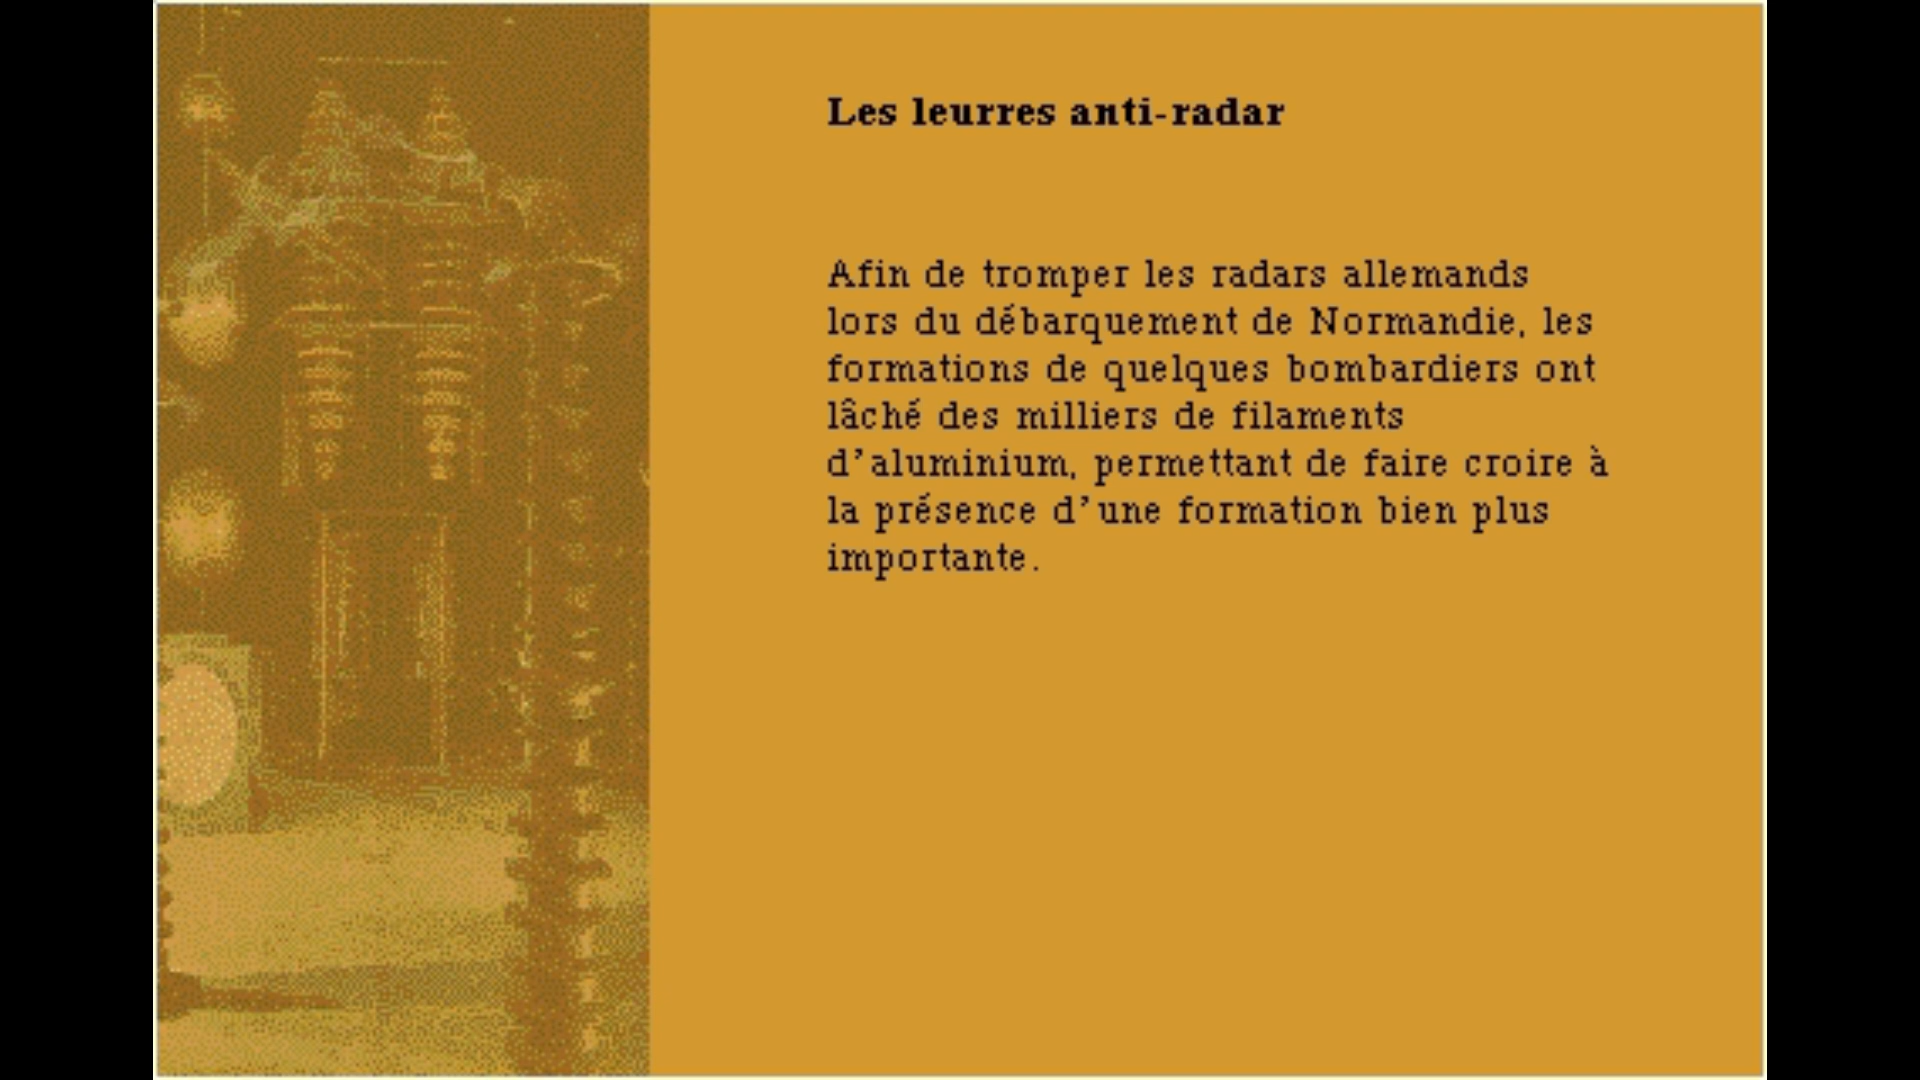 Les leurres anti-radar
Afin de tromper les radars allemands
lors du débarquement de Normandie, les
formations de quelques bombardiers ont
lâché des milliers de filaments
d’aluminium, permettant de faire croire à
la présence d’une formation bien plus
importante.